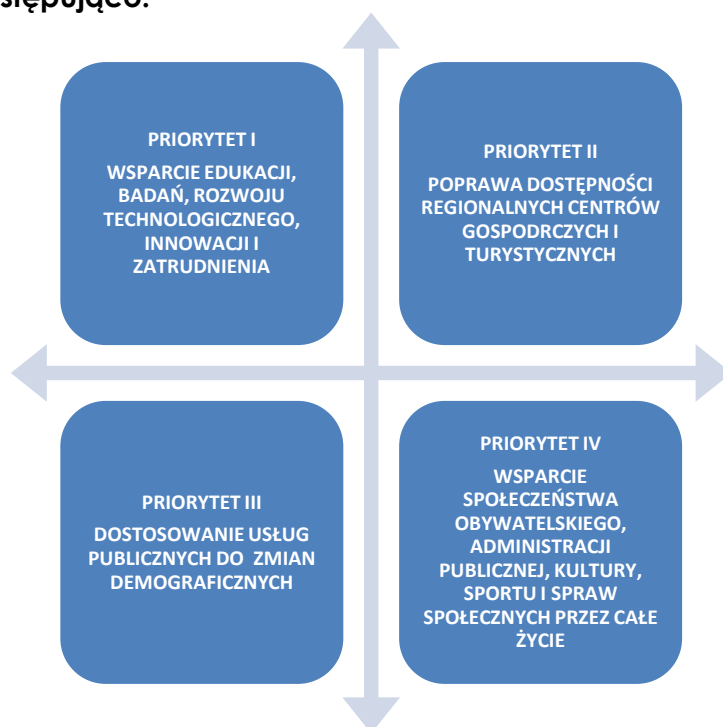 stępująco:
PRIORYTET I
WSPARCIE EDUKACJI,
BADAŃ, ROZWOJU
TECHNOLOGICZNEGO,
INNOWACJI I
ZATRUDNIENIA
PRIORYTET II
POPRAWA DOSTĘPNOŚCI
REGIONALNYCH CENTRÓW
GOSPODRCZYCH I
TURYSTYCZNYCH
PRIORYTET III
DOSTOSOWANIE USŁUG
PUBLICZNYCH DO ZMIAN
DEMOGRAFICZNYCH
PRIORYTET IV
WSPARCIE
SPOŁECZEŃSTWA
OBYWATELSKIEGO,
ADMINISTRACJI
PUBLICZNEJ, KULTURY,
SPORTU I SPRAW
SPOŁECZNYCH PRZEZ CAŁE
ŻYCIE